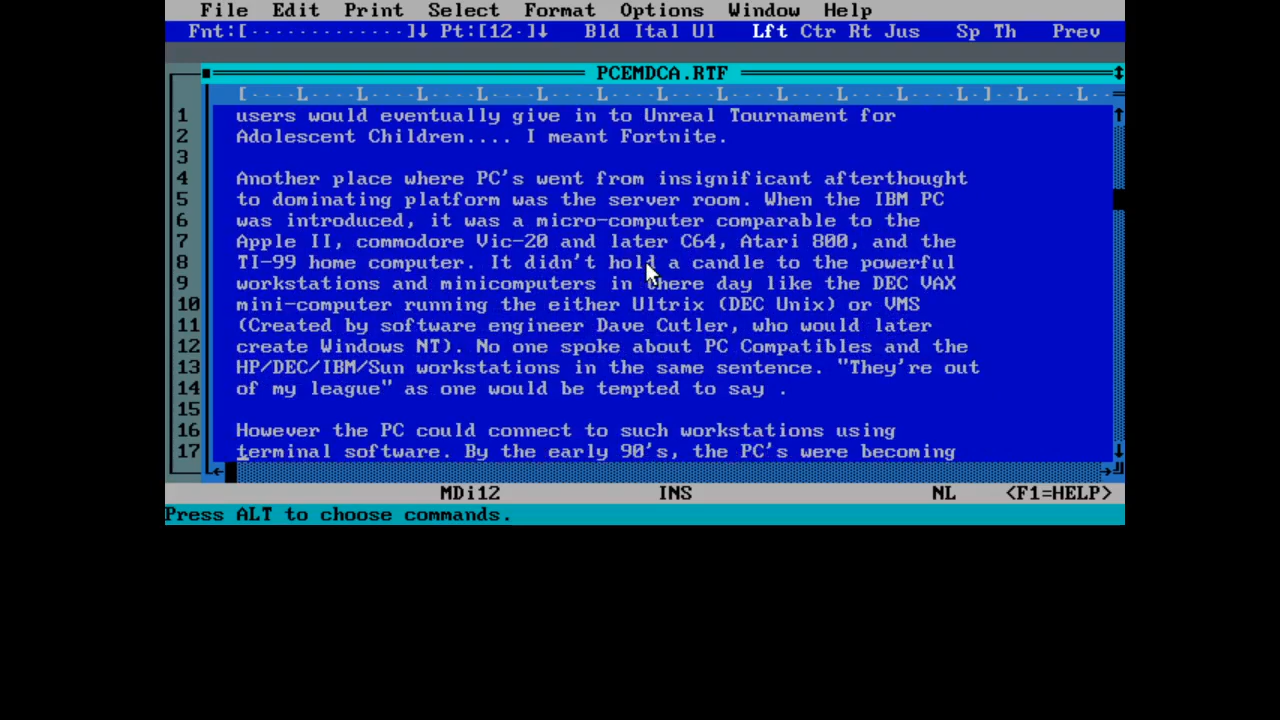 File Edit Print Select Format Options Window Help
Fnt:[·············]↓ Pt:[12·]↓ Bld Ital Ul Lft Ctr Rt Jus Sp Th Prev
PCEMDCA.RTF
[····L····L····L····L····L····L····L····L····L····L····L····L·]··L····L··
1 users would eventually give in to Unreal Tournament for
2 Adolescent Children.... I meant Fortnite.
3
4 Another place where PC's went from insignificant afterthought
5 to dominating platform was the server room. When the IBM PC
6 was introduced, it was a micro-computer comparable to the
7 Apple II, commodore Vic-20 and later C64, Atari 800, and the
8 TI-99 home computer. It didn't hold a candle to the powerful
9 workstations and minicomputers in there day like the DEC VAX
10 mini-computer running the either Ultrix (DEC Unix) or VMS
11 (Created by software engineer Dave Cutler, who would later
12 create Windows NT). No one spoke about PC Compatibles and the
13 HP/DEC/IBM/Sun workstations in the same sentence. "They're out
14 of my league" as one would be tempted to say .
15
16 However the PC could connect to such workstations using
17 terminal software. By the early 90's, the PC's were becoming
MDi12 INS NL <F1=HELP>
Press ALT to choose commands.